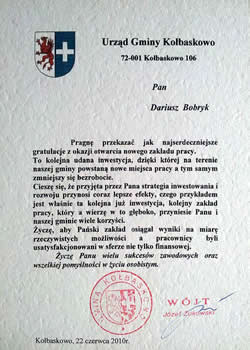 Urząd Gminy Kołbaskowo
72-001 Kołbaskowo 106
Pan
Dariusz Bobryk
Pragnę przekazać jak najserdeczniejsze
gratulacje z okazji otwarcia nowego zakładu pracy.
To kolejna udana inwestycja, dzięki której na terenie
naszej gminy powstaną nowe miejsca pracy a tym samym
zmniejszy się bezrobocie.
Cieszę się, że przyjęta przez Pana strategia inwestowania i
rozwoju przynosi coraz lepsze efekty, czego przykładem
jest właśnie ta kolejna już inwestycja, kolejny zakład
pracy, który a wierzę w to głęboko, przyniesie Panu i
naszej gminie wiele korzyści.
Życzę, aby Pański zakład osiągał wyniki na miarę
rzeczywistych możliwości a pracownicy byli
usatysfakcjonowani w sferze nie tylko finansowej.
Życzę Panu wielu sukcesów zawodowych oraz
wszelkiej pomyślności w życiu osobistym.
GMINA KOŁBASKOWO
WÓJT
Józef Żukowski
Kołbaskowo, 22 czerwca 2010r.